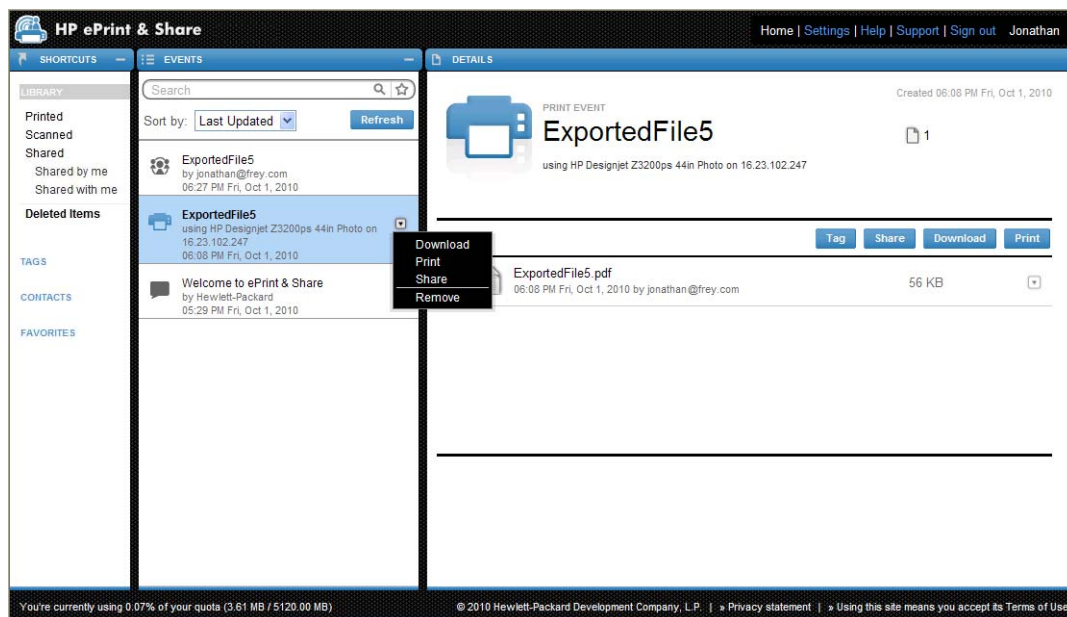 HP ePrint & Share
Home | Settings | Help | Support | Sign out Jonathan
SHORTCUTS
LIBRARY
Printed
Scanned
Shared
Shared by me
Shared with me
Deleted Items
TAGS
CONTACTS
FAVORITES
EVENTS
Search
Sort by: Last Updated Refresh
ExportedFile5
by jonathan@frey.com
06:27 PM Fri, Oct 1, 2010
ExportedFile5
using HP Designjet Z3200ps 44in Photo on
16.23.102.247
06:08 PM Fri, Oct 1, 2010
Download
Print
Share
Remove
Welcome to ePrint & Share
by Hewlett-Packard
05:29 PM Fri, Oct 1, 2010
DETAILS
Created 06:08 PM Fri, Oct 1, 2010
PRINT EVENT
ExportedFile5
1
using HP Designjet Z3200ps 44in Photo on 16.23.102.247
Tag Share Download Print
ExportedFile5.pdf
56 KB
06:08 PM Fri, Oct 1, 2010 by jonathan@frey.com
You're currently using 0.07% of your quota (3.61 MB / 5120.00 MB)
© 2010 Hewlett-Packard Development Company, L.P. | » Privacy statement | » Using this site means you accept its Terms of Use